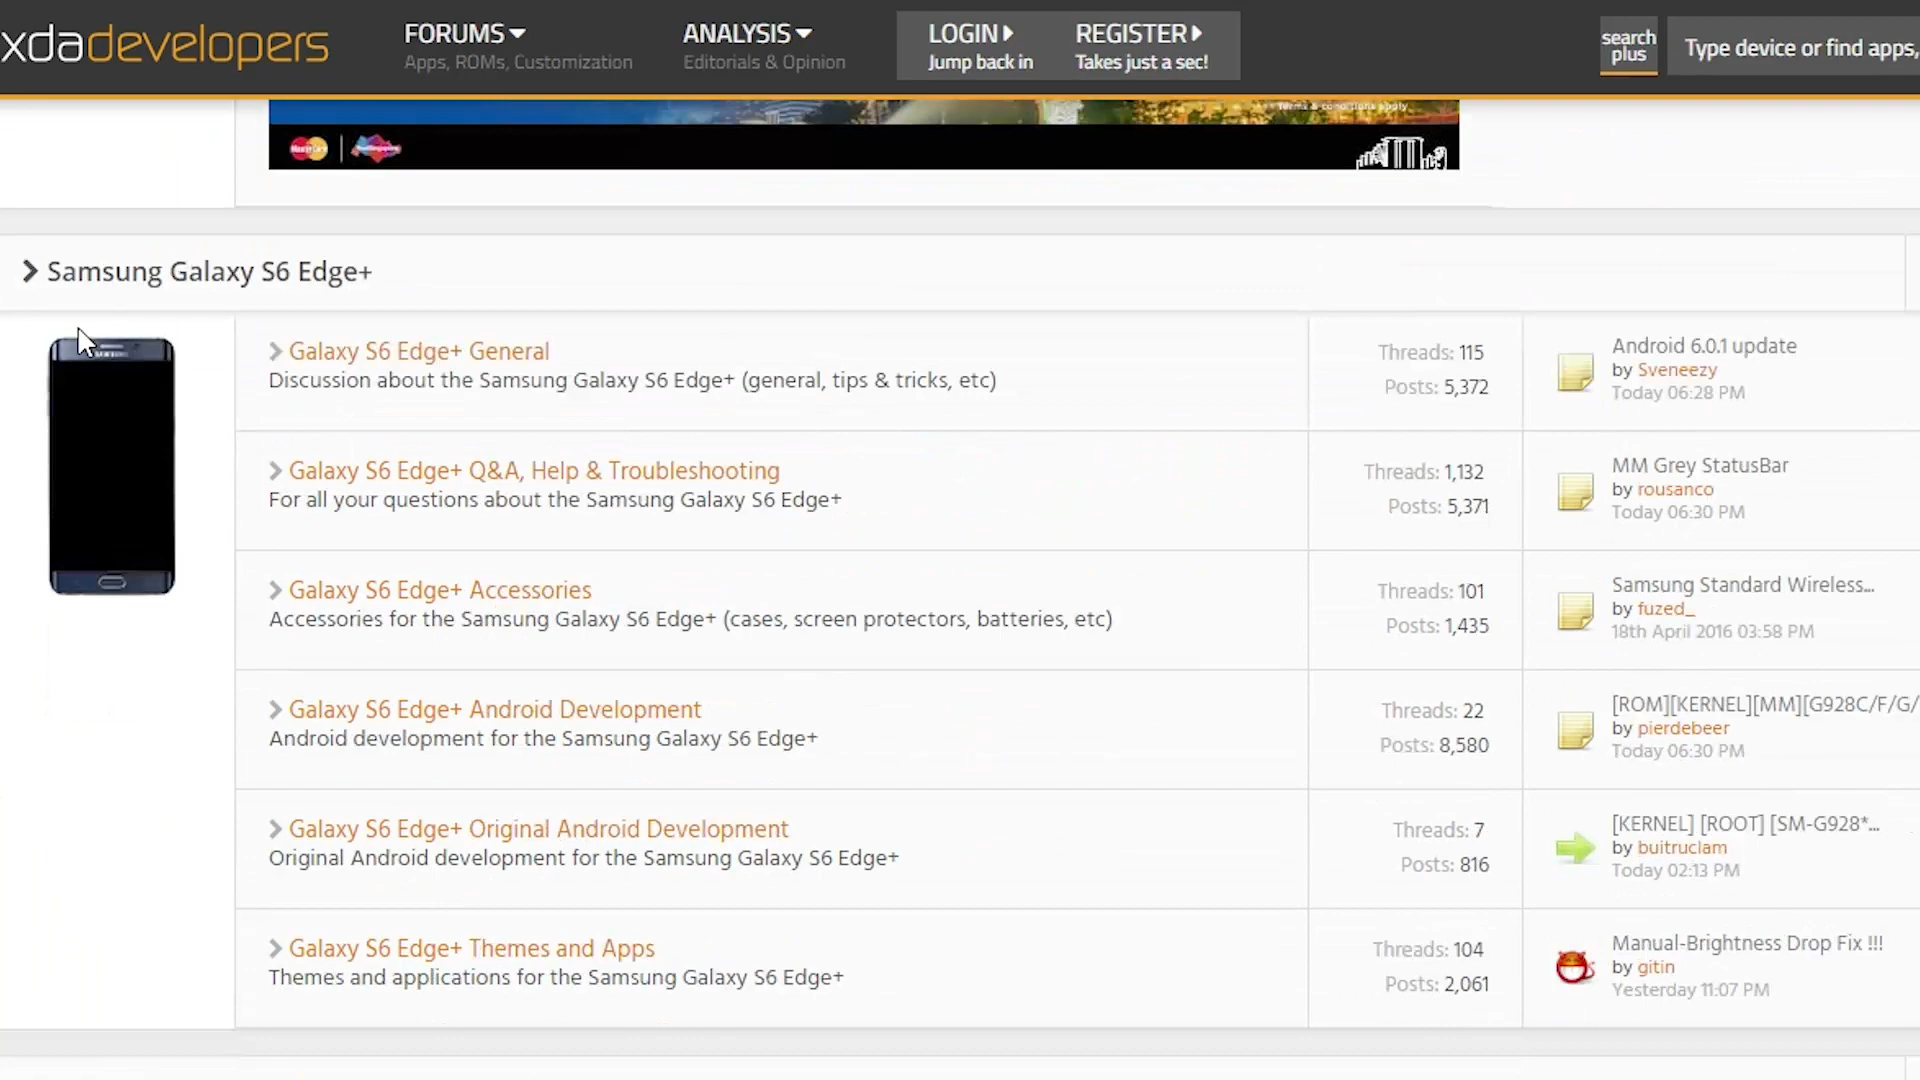 xdadevelopers
FORUMS
Apps, ROMs, Customization
ANALYSIS
Editorials & Opinion
LOGIN
Jump back in
REGISTER
Takes just a sec!
search
plus
Type device or find apps,
Terms & conditions apply
MasterCard
Samsung Galaxy S6 Edge+
SAMSUNG
Galaxy S6 Edge+ General
Discussion about the Samsung Galaxy S6 Edge+ (general, tips & tricks, etc)
Threads: 115
Posts: 5,372
Android 6.0.1 update
by Sveneezy
Today 06:28 PM
Galaxy S6 Edge+ Q&A, Help & Troubleshooting
For all your questions about the Samsung Galaxy S6 Edge+
Threads: 1,132
Posts: 5,371
MM Grey StatusBar
by rousanco
Today 06:30 PM
Galaxy S6 Edge+ Accessories
Accessories for the Samsung Galaxy S6 Edge+ (cases, screen protectors, batteries, etc)
Threads: 101
Posts: 1,435
Samsung Standard Wireless...
by fuzed_
18th April 2016 03:58 PM
Galaxy S6 Edge+ Android Development
Android development for the Samsung Galaxy S6 Edge+
Threads: 22
Posts: 8,580
[ROM][KERNEL][MM][G928C/F/G/
by pierdebeer
Today 06:30 PM
Galaxy S6 Edge+ Original Android Development
Original Android development for the Samsung Galaxy S6 Edge+
Threads: 7
Posts: 816
[KERNEL] [ROOT] [SM-G928*...
by buitruclam
Today 02:13 PM
Galaxy S6 Edge+ Themes and Apps
Themes and applications for the Samsung Galaxy S6 Edge+
Threads: 104
Posts: 2,061
Manual-Brightness Drop Fix !!!
by gitin
Yesterday 11:07 PM